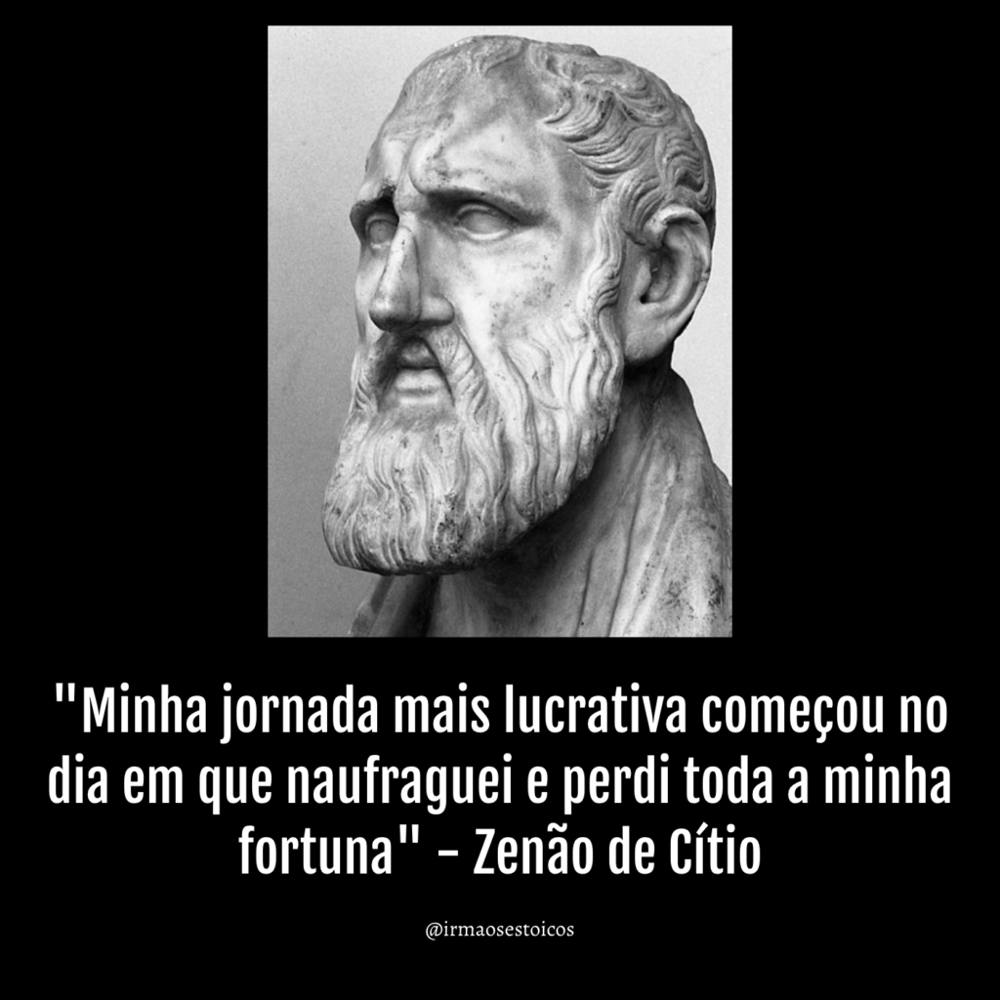 "Minha jornada mais lucrativa começou no
dia em que naufraguei e perdi toda a minha
fortuna" - Zenão de Cítio
@irmaosestoicos